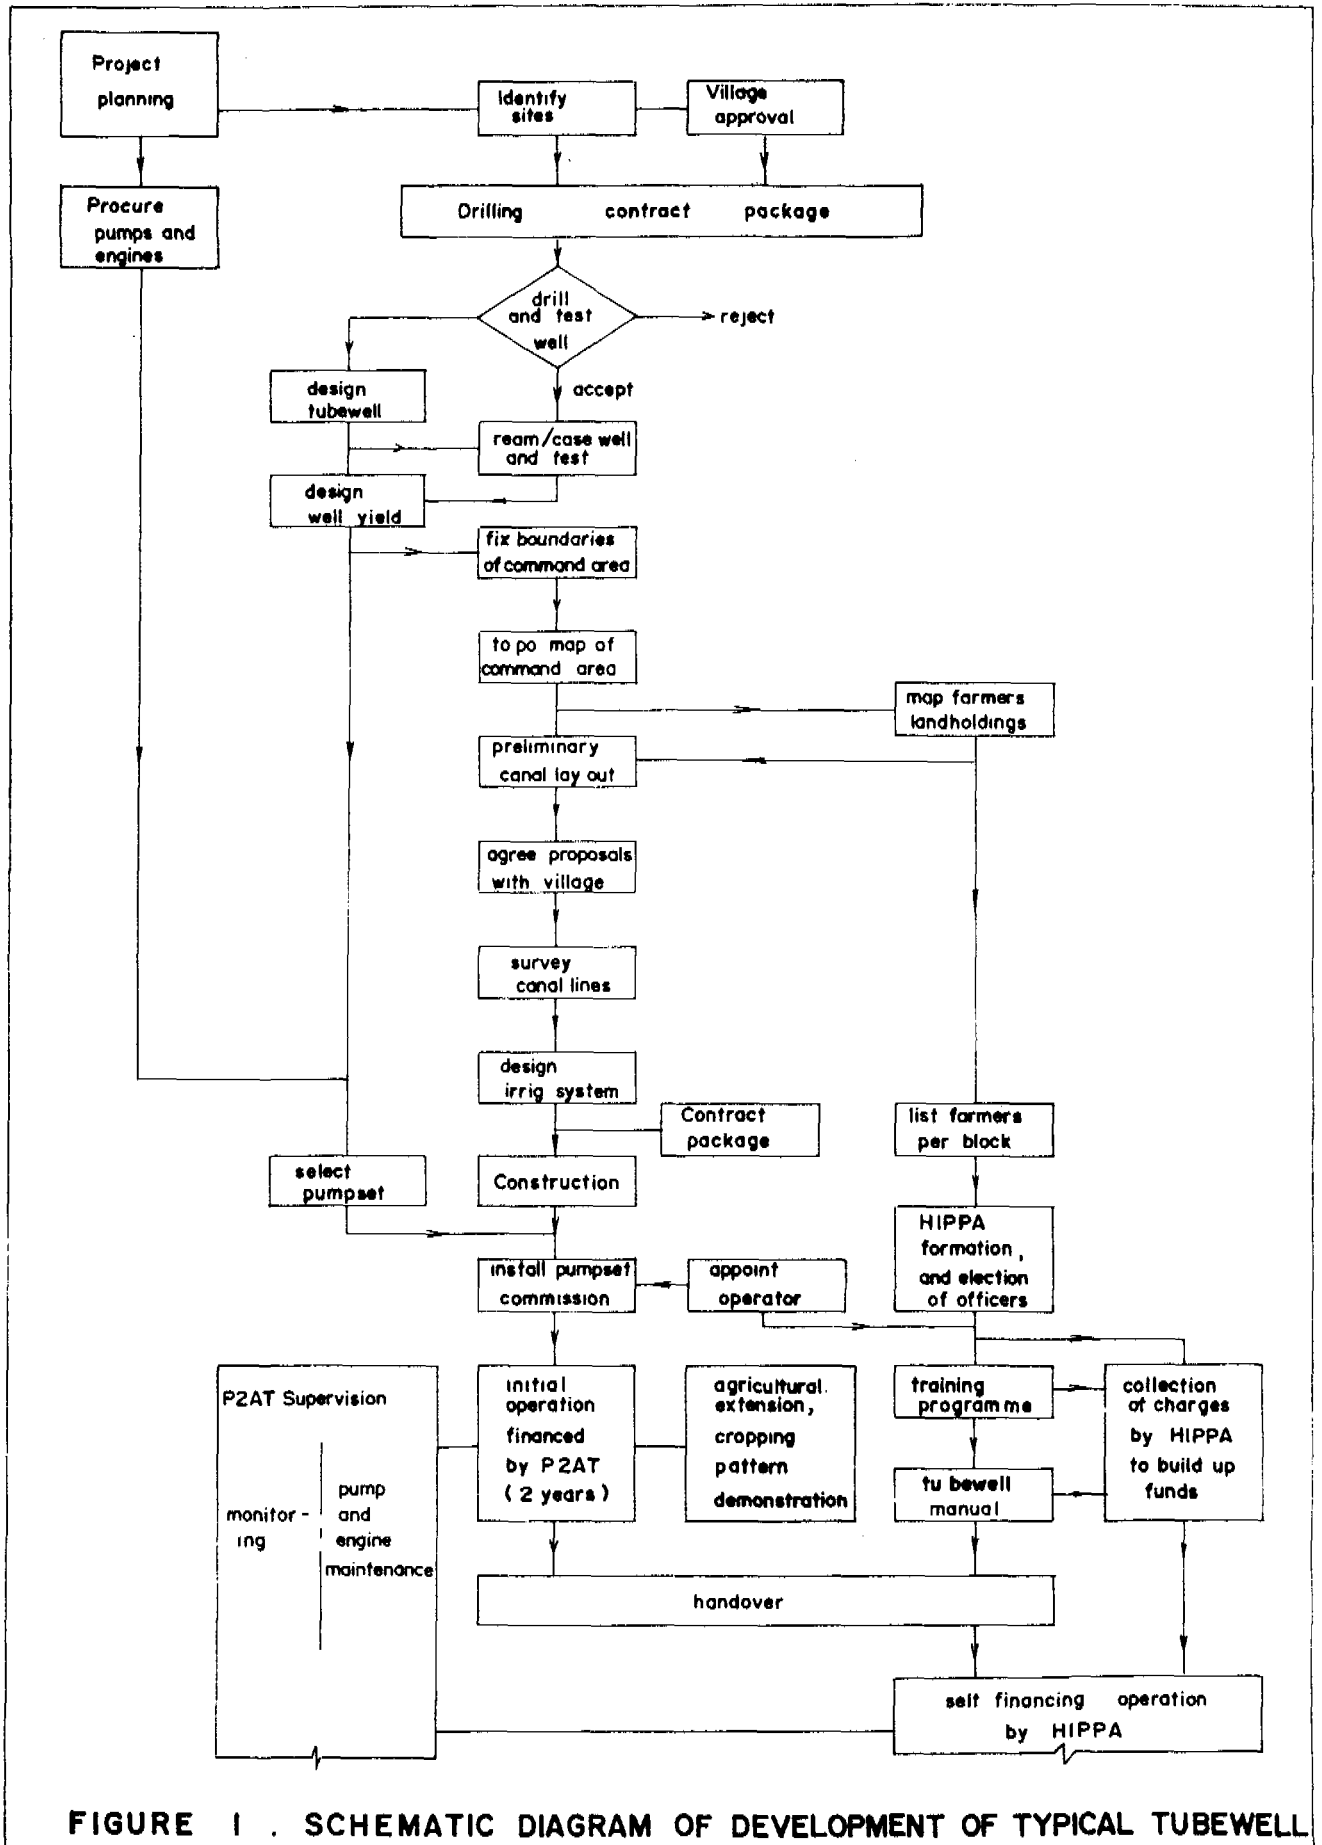 Project
planning
Identify
sites
Village
approval
Procure
pumps and
engines
Drilling contract package
drill
and test
well
reject
accept
design
tubewell
ream/case well
and test
design
well yield
fix boundaries
of command area
to po map of
command area
map farmers
landholdings
preliminary
canal lay out
agree proposals
with village
survey
canal lines
design
irrig system
Contract
package
list farmers
per block
select
pumpset
Construction
HIPPA
formation,
and election
of officers
install pumpset
commission
appoint
operator
P2AT Supervision
monitor -
ing
pump
and
engine
maintenance
initial
operation
financed
by P2AT
( 2 years )
agricultural.
extension,
cropping
pattern
demonstration
training
programme
collection
of charges
by HIPPA
to build up
funds
tu bewell
manual
handover
self financing operation
by HIPPA
FIGURE 1 . SCHEMATIC DIAGRAM OF DEVELOPMENT OF TYPICAL TUBEWELL